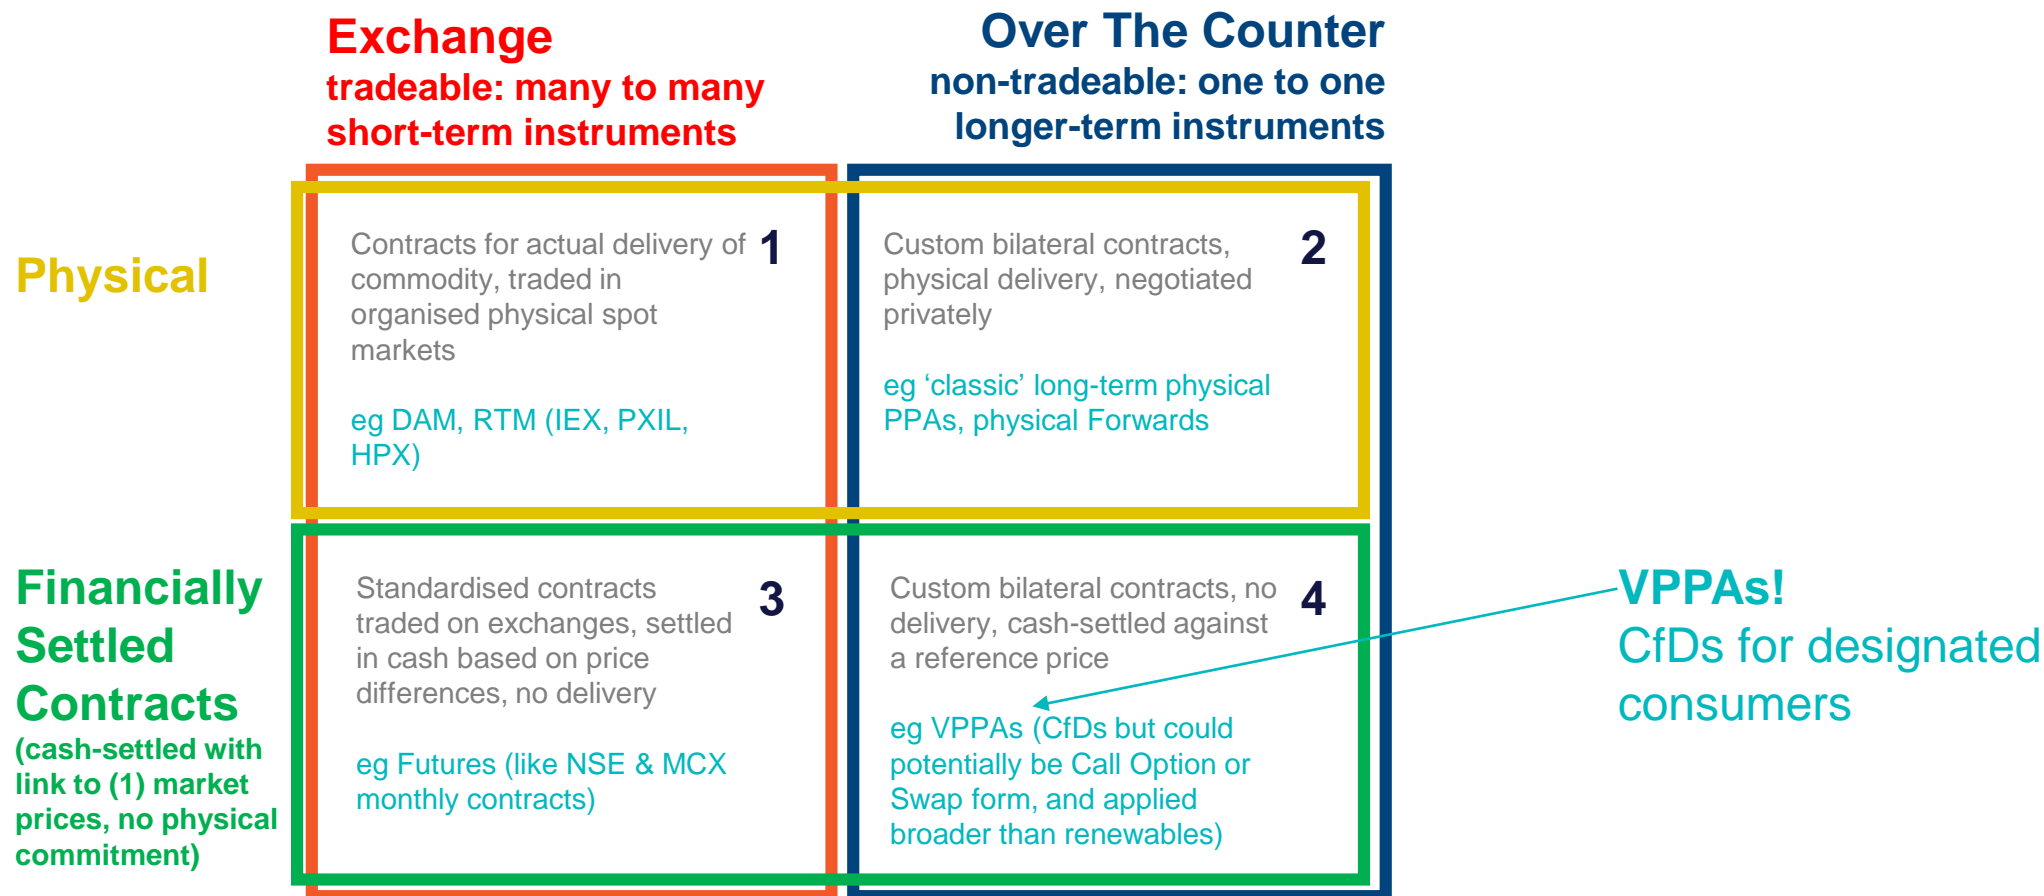 Exchange
tradeable: many to many
short-term instruments
Over The Counter
non-tradeable: one to one
longer-term instruments
Physical
Contracts for actual delivery of
commodity, traded in
organised physical spot
markets
eg DAM, RTM (IEX, PXIL,
HPX)
1
Custom bilateral contracts,
physical delivery, negotiated
privately
eg ‘classic’ long-term physical
PPAs, physical Forwards
2
Financially
Settled
Contracts
(cash-settled with
link to (1) market
prices, no physical
commitment)
Standardised contracts
traded on exchanges, settled
in cash based on price
differences, no delivery
eg Futures (like NSE & MCX
monthly contracts)
3
Custom bilateral contracts, no
delivery, cash-settled against
a reference price
eg VPPAs (CfDs but could
potentially be Call Option or
Swap form, and applied
broader than renewables)
4
VPPAs!
CfDs for designated
consumers